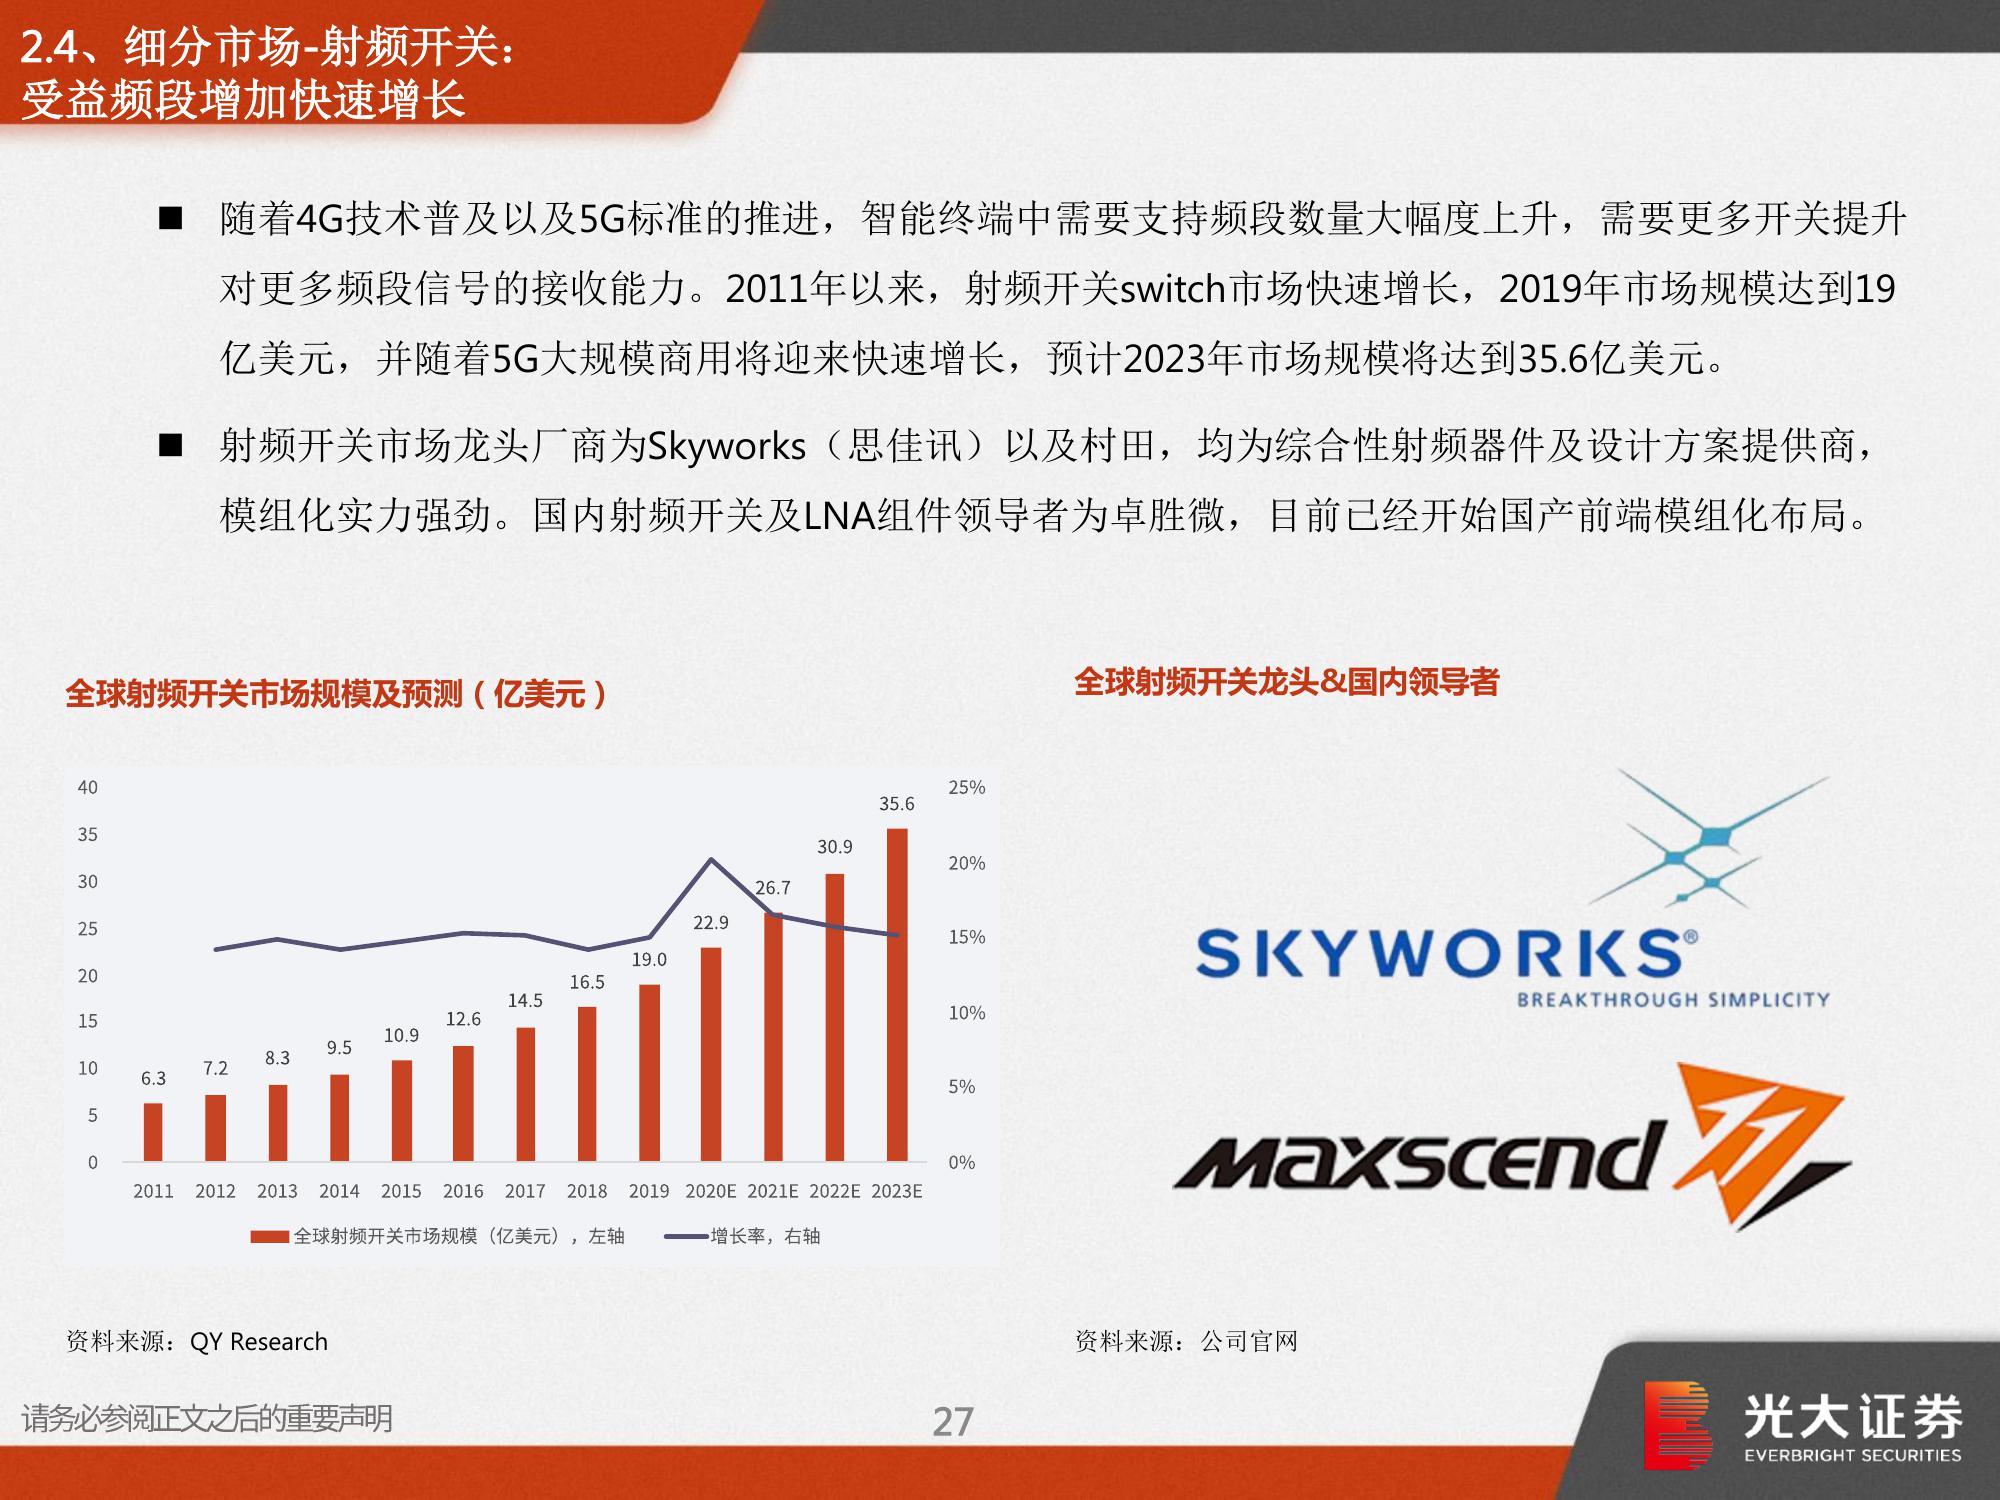 2.4、细分市场-射频开关：
受益频段增加快速增长
■ 随着4G技术普及以及5G标准的推进，智能终端中需要支持频段数量大幅度上升，需要更多开关提升
对更多频段信号的接收能力。2011年以来，射频开关switch市场快速增长，2019年市场规模达到19
亿美元，并随着5G大规模商用将迎来快速增长，预计2023年市场规模将达到35.6亿美元。
■ 射频开关市场龙头厂商为Skyworks（思佳讯）以及村田，均为综合性射频器件及设计方案提供商，
模组化实力强劲。国内射频开关及LNA组件领导者为卓胜微，目前已经开始国产前端模组化布局。
全球射频开关市场规模及预测（亿美元）
40
35
30
25
20
15
10
5
0
25%
20%
15%
10%
5%
0%
6.3
7.2
8.3
9.5
10.9
12.6
14.5
16.5
19.0
22.9
26.7
30.9
35.6
2011 2012 2013 2014 2015 2016 2017 2018 2019 2020E 2021E 2022E 2023E
全球射频开关市场规模（亿美元），左轴 增长率，右轴
资料来源：QY Research
全球射频开关龙头&国内领导者
SKYWORKS®
BREAKTHROUGH SIMPLICITY
maxscend
资料来源：公司官网
请务必参阅正文之后的重要声明
27
光大证券
EVERBRIGHT SECURITIES